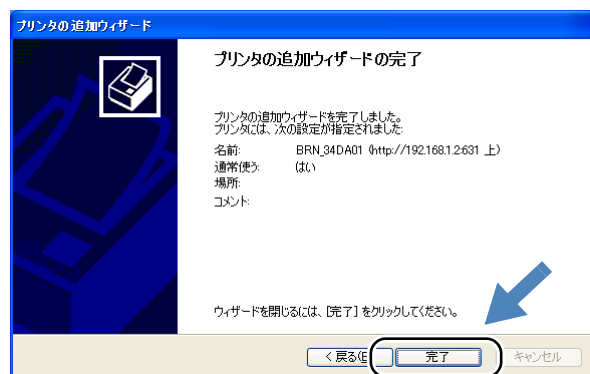 プリンタの追加ウィザード
プリンタの追加ウィザードの完了
プリンタの追加ウィザードを完了しました。
プリンタには、次の設定が指定されました:
名前: BRN_34DA01 (http://192.168.1.2:631 上)
通常使う: はい
場所:
コメント:
ウィザードを閉じるには、[完了] をクリックしてください。
< 戻る(B 完了 キャンセル